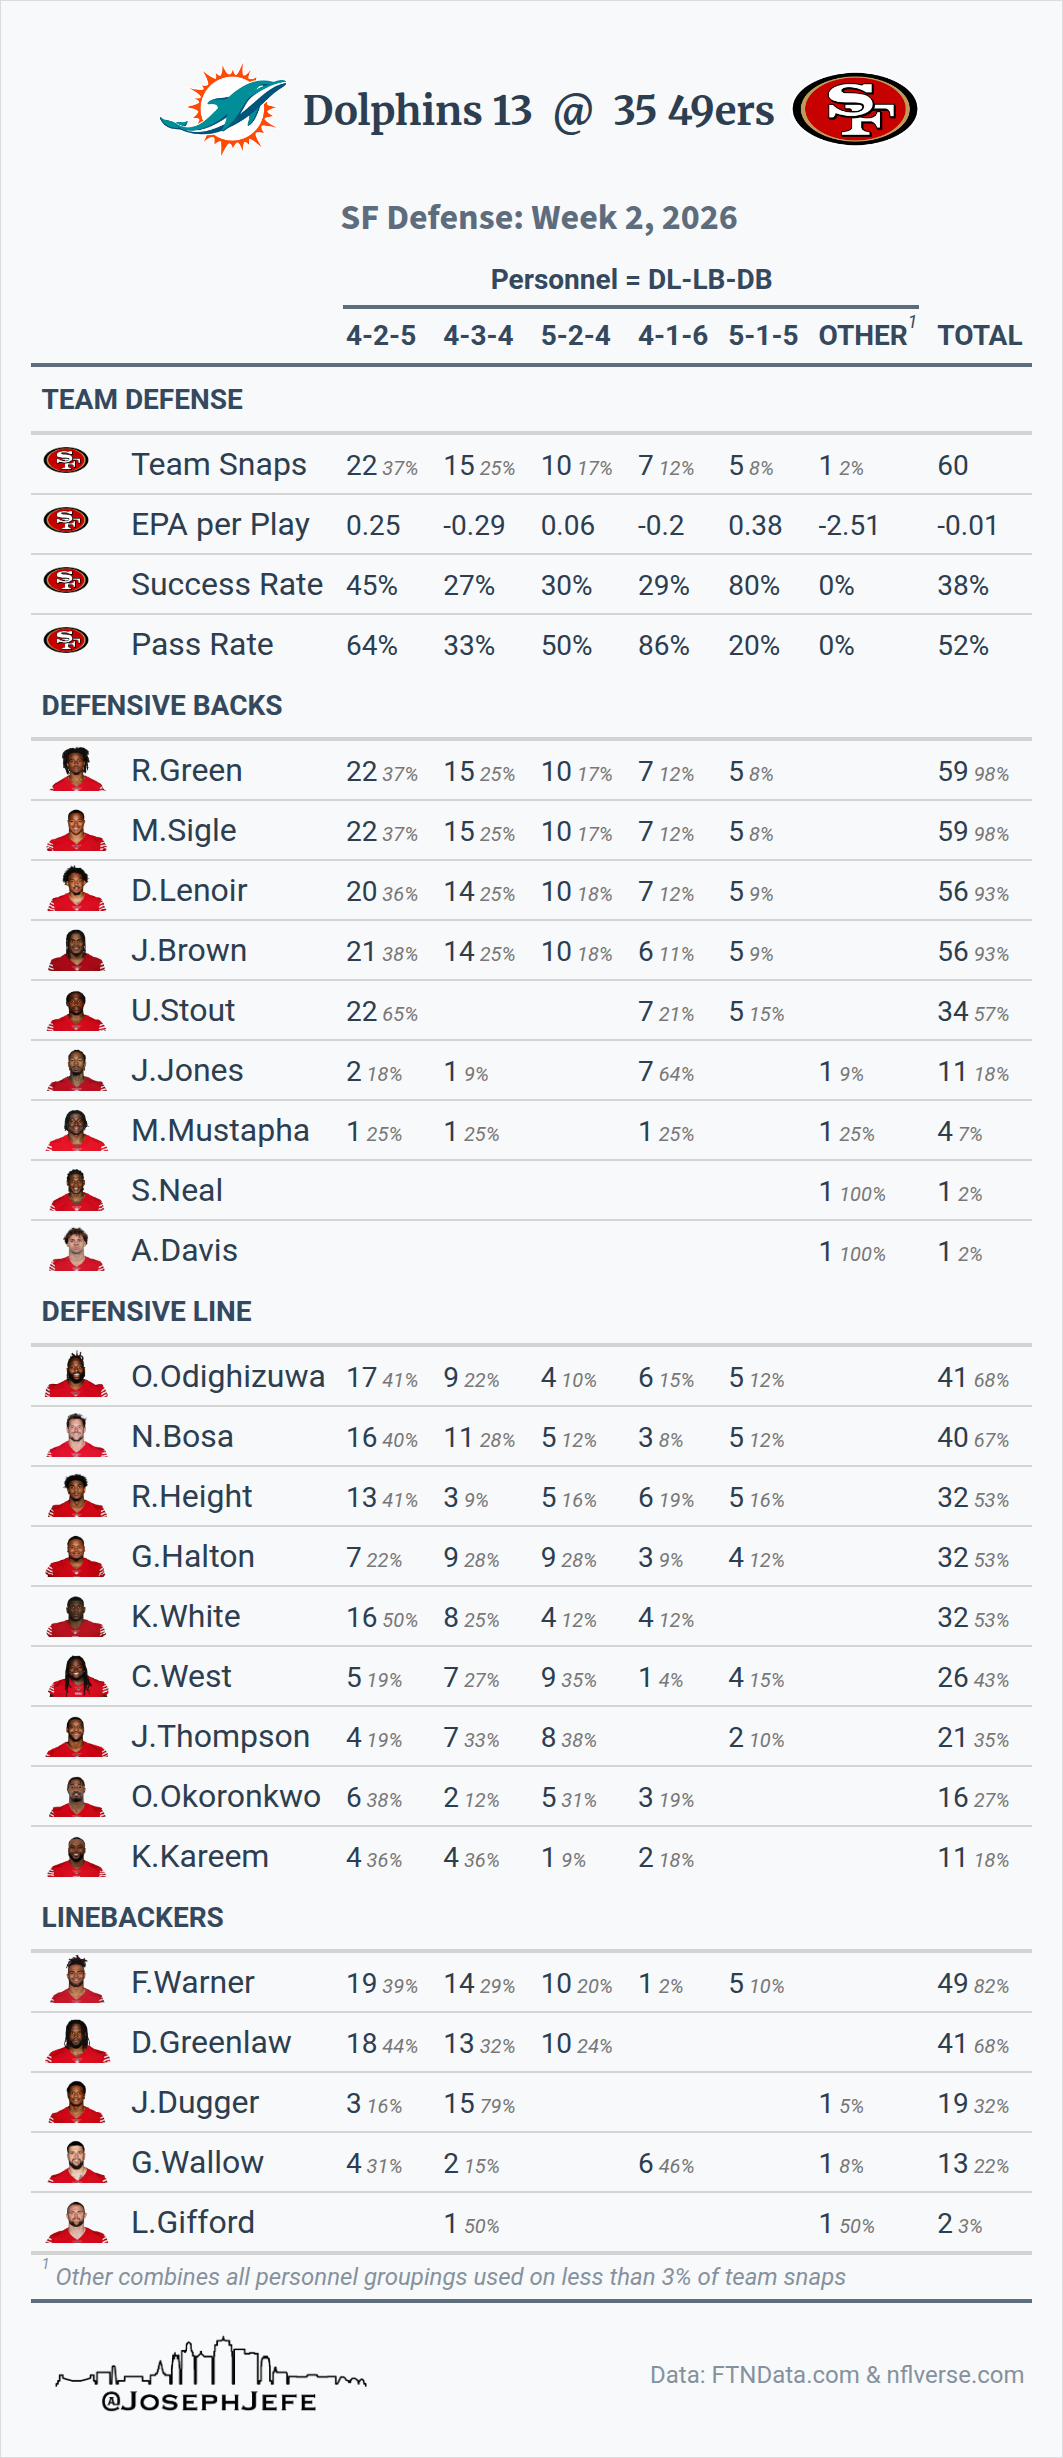 Dolphins 13 @ 35 49ers
SF Defense: Week 2, 2026
Personnel = DL-LB-DB
4-2-5 4-3-4 5-2-4 4-1-6 5-1-5 OTHER1 TOTAL
TEAM DEFENSE
Team Snaps 22 37% 15 25% 10 17% 7 12% 5 8% 1 2% 60
EPA per Play 0.25 -0.29 0.06 -0.2 0.38 -2.51 -0.01
Success Rate 45% 27% 30% 29% 80% 0% 38%
Pass Rate 64% 33% 50% 86% 20% 0% 52%
DEFENSIVE BACKS
R.Green 22 37% 15 25% 10 17% 7 12% 5 8% 59 98%
M.Sigle 22 37% 15 25% 10 17% 7 12% 5 8% 59 98%
D.Lenoir 20 36% 14 25% 10 18% 7 12% 5 9% 56 93%
J.Brown 21 38% 14 25% 10 18% 6 11% 5 9% 56 93%
U.Stout 22 65% 7 21% 5 15% 34 57%
J.Jones 2 18% 1 9% 7 64% 1 9% 11 18%
M.Mustapha 1 25% 1 25% 1 25% 1 25% 4 7%
S.Neal 1 100% 1 2%
A.Davis 1 100% 1 2%
DEFENSIVE LINE
O.Odighizuwa 17 41% 9 22% 4 10% 6 15% 5 12% 41 68%
N.Bosa 16 40% 11 28% 5 12% 3 8% 5 12% 40 67%
R.Height 13 41% 3 9% 5 16% 6 19% 5 16% 32 53%
G.Halton 7 22% 9 28% 9 28% 3 9% 4 12% 32 53%
K.White 16 50% 8 25% 4 12% 4 12% 32 53%
C.West 5 19% 7 27% 9 35% 1 4% 4 15% 26 43%
J.Thompson 4 19% 7 33% 8 38% 2 10% 21 35%
O.Okoronkwo 6 38% 2 12% 5 31% 3 19% 16 27%
K.Kareem 4 36% 4 36% 1 9% 2 18% 11 18%
LINEBACKERS
F.Warner 19 39% 14 29% 10 20% 1 2% 5 10% 49 82%
D.Greenlaw 18 44% 13 32% 10 24% 41 68%
J.Dugger 3 16% 15 79% 1 5% 19 32%
G.Wallow 4 31% 2 15% 6 46% 1 8% 13 22%
L.Gifford 1 50% 1 50% 2 3%
1 Other combines all personnel groupings used on less than 3% of team snaps
@JOSEPHJEFE
Data: FTNData.com & nflverse.com